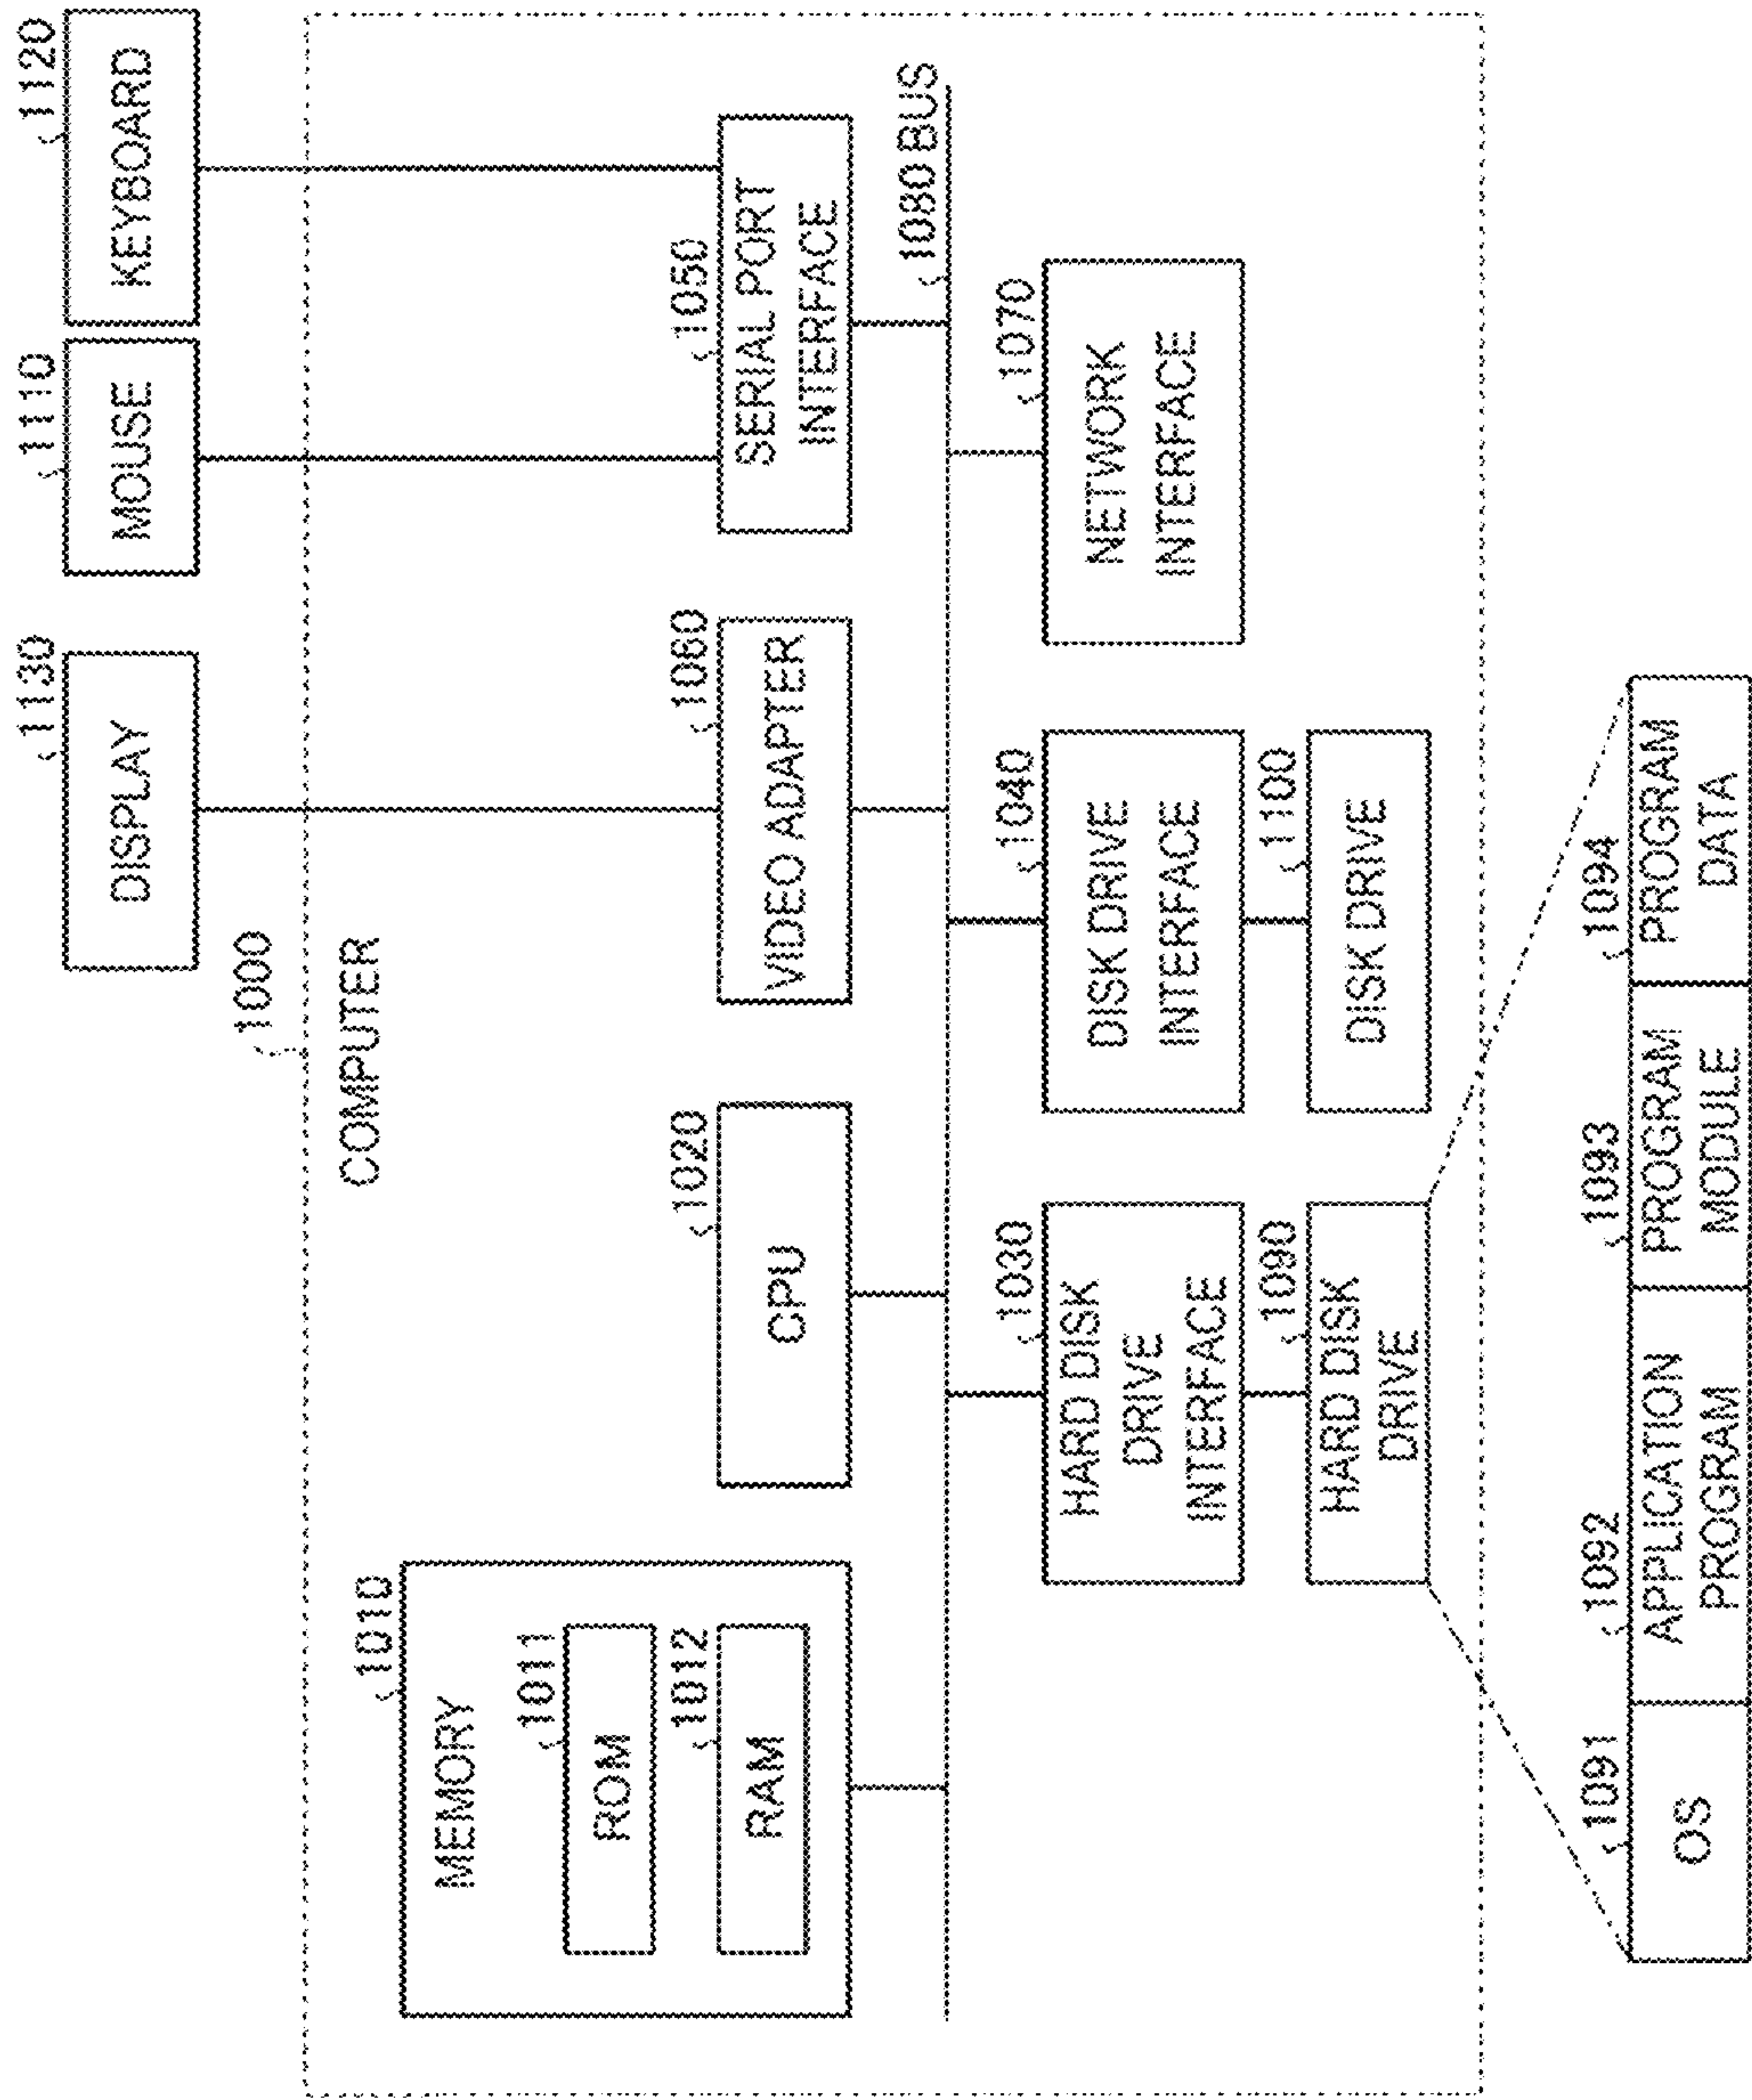 1000
COMPUTER
1010
MEMORY
1011
ROM
1012
RAM
1020
CPU
1130
DISPLAY
1060
VIDEO ADAPTER
1110
MOUSE
1120
KEYBOARD
1050
SERIAL PORT
INTERFACE
1080 BUS
1030
HARD DISK
DRIVE
INTERFACE
1090
HARD DISK
DRIVE
1040
DISK DRIVE
INTERFACE
1100
DISK DRIVE
1070
NETWORK
INTERFACE
1091
OS
1092
APPLICATION
PROGRAM
1093
PROGRAM
MODULE
1094
PROGRAM
DATA